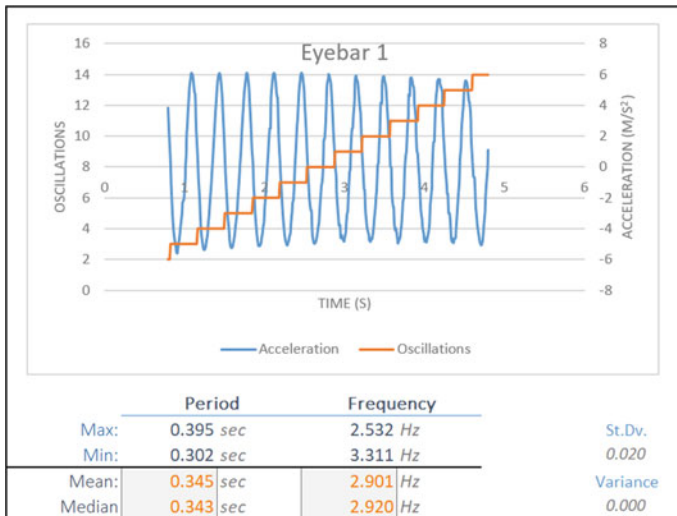 Eyebar 1
16 8
14 6
12 4
10 2
8 0
0 1 2 3 4 5 6
6 -2
4 -4
2 -6
0 -8
OSCILLATIONS
ACCELERATION (M/S²)
TIME (S)
Acceleration Oscillations
Period Frequency
Max: 0.395 sec 2.532 Hz St.Dv.
Min: 0.302 sec 3.311 Hz 0.020
Mean: 0.345 sec 2.901 Hz Variance
Median 0.343 sec 2.920 Hz 0.000